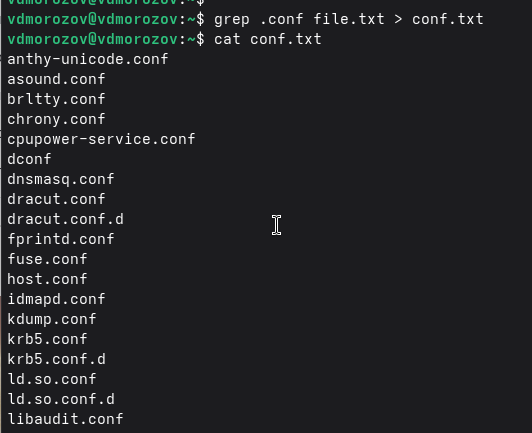 vdmorozov@vdmorozov:~$
vdmorozov@vdmorozov:~$ grep .conf file.txt > conf.txt
vdmorozov@vdmorozov:~$ cat conf.txt
anthy-unicode.conf
asound.conf
brltty.conf
chrony.conf
cpupower-service.conf
dconf
dnsmasq.conf
dracut.conf
dracut.conf.d
fprintd.conf
fuse.conf
host.conf
idmapd.conf
kdump.conf
krb5.conf
krb5.conf.d
ld.so.conf
ld.so.conf.d
libaudit.conf